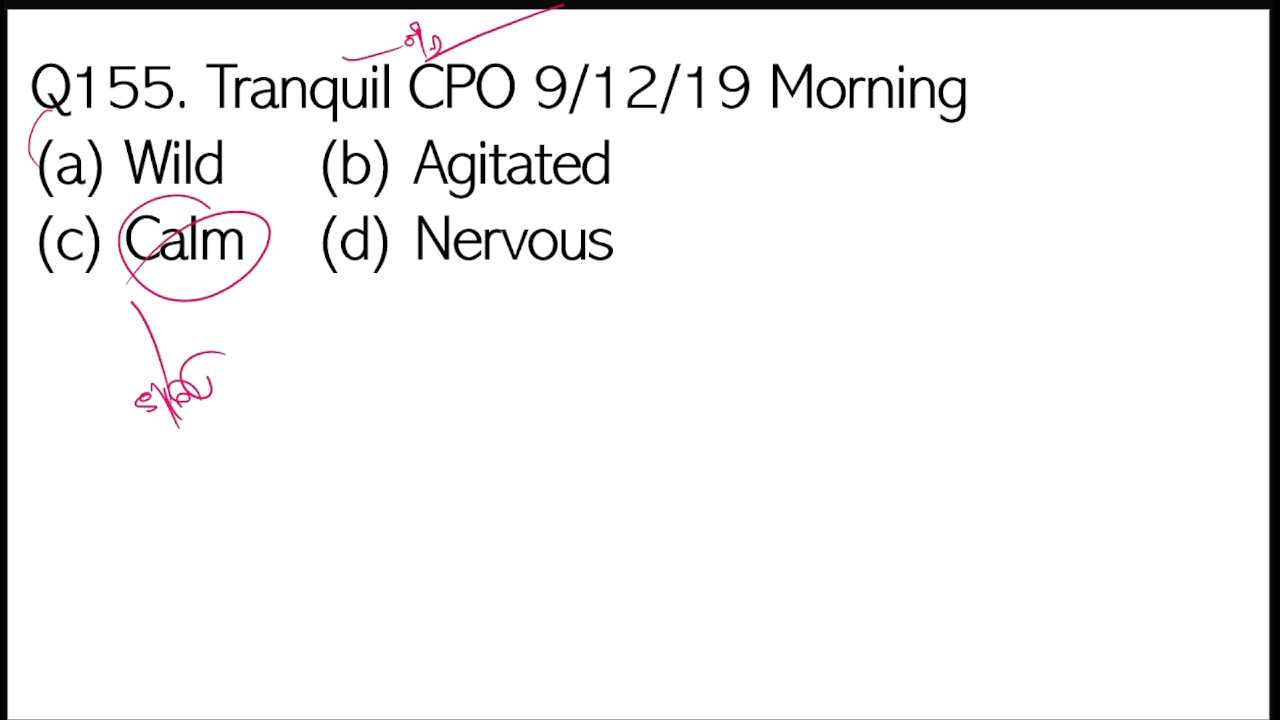 Q155. Tranquil CPO 9/12/19 Morning
(a) Wild (b) Agitated
(c) Calm (d) Nervous